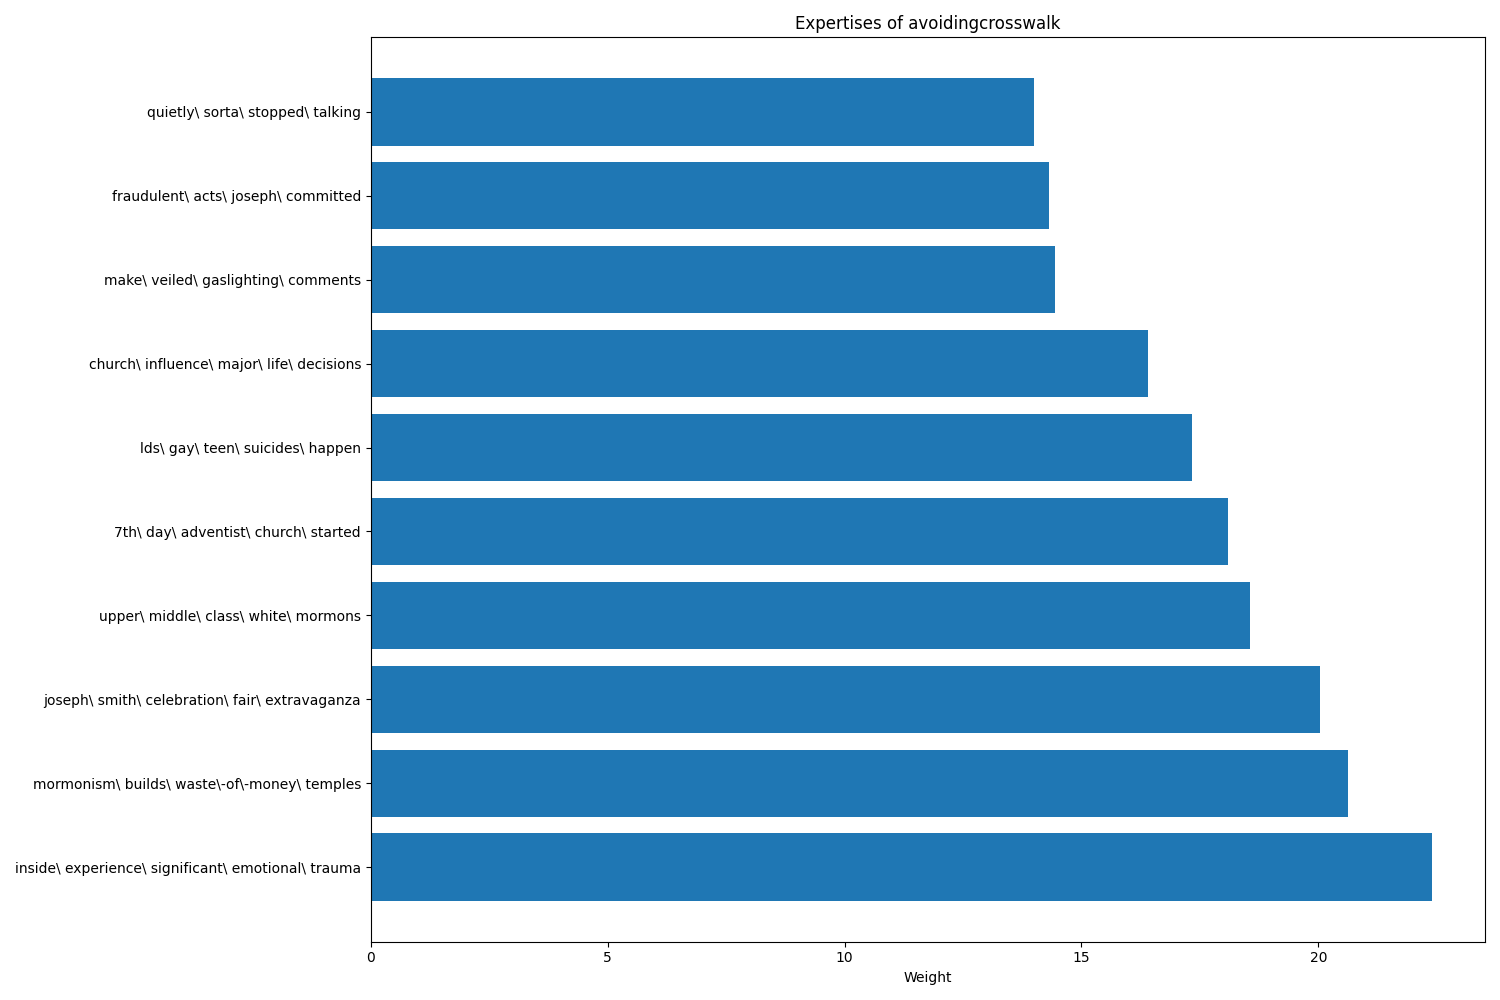 Expertises of avoidingcrosswalk
quietly\ sorta\ stopped\ talking
fraudulent\ acts\ joseph\ committed
make\ veiled\ gaslighting\ comments
church\ influence\ major\ life\ decisions
lds\ gay\ teen\ suicides\ happen
7th\ day\ adventist\ church\ started
upper\ middle\ class\ white\ mormons
joseph\ smith\ celebration\ fair\ extravaganza
mormonism\ builds\ waste\-of\-money\ temples
inside\ experience\ significant\ emotional\ trauma
0 5 10 15 20
Weight